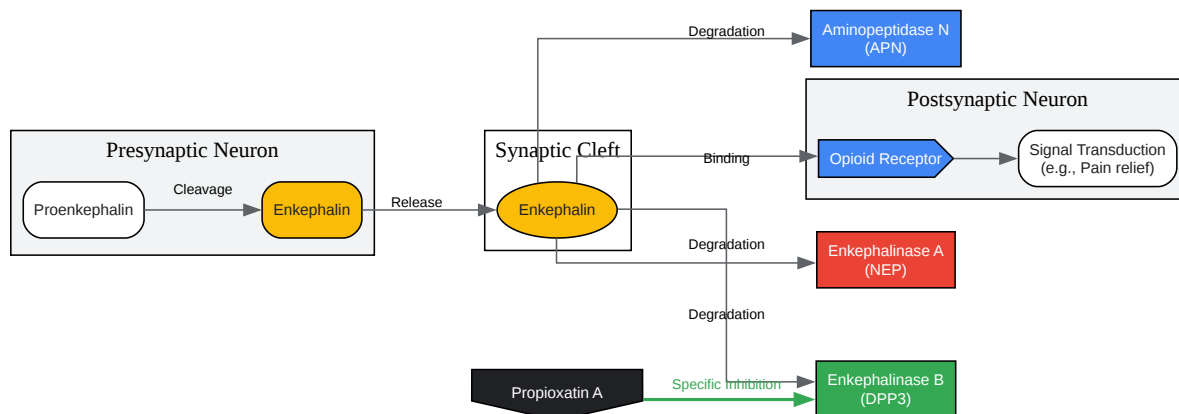 Degradation
Aminopeptidase N
(APN)
Postsynaptic Neuron
Presynaptic Neuron
Synaptic Cleft
Binding
Opioid Receptor
Signal Transduction
(e.g., Pain relief)
Cleavage
Proenkephalin
Enkephalin
Release
Enkephalin
Degradation
Enkephalinase A
(NEP)
Degradation
Propioxatin A
Specific Inhibition
Enkephalinase B
(DPP3)